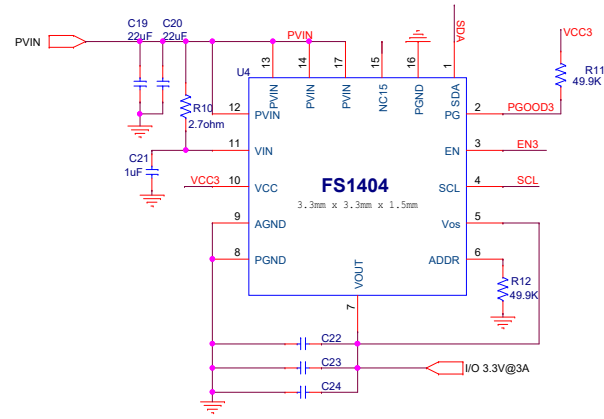 C19 C20
22uF 22uF
SDA
PVIN
PVIN
VCC3
13 14 17 15 16 1
U4
R11
49.9K
PVIN PVIN PVIN NC15 PGND SDA
R10
2.7ohm
12 PVIN
PG 2 PGOOD3
C21
1uF
11 VIN
EN 3 EN3
VCC3 10 VCC
FS1404
SCL 4 SCL
3.3mm x 3.3mm x 1.5mm
9 AGND
Vos 5
8 PGND
ADDR 6
VOUT
R12
49.9K
7
C22
C23
I/O 3.3V@3A
C24